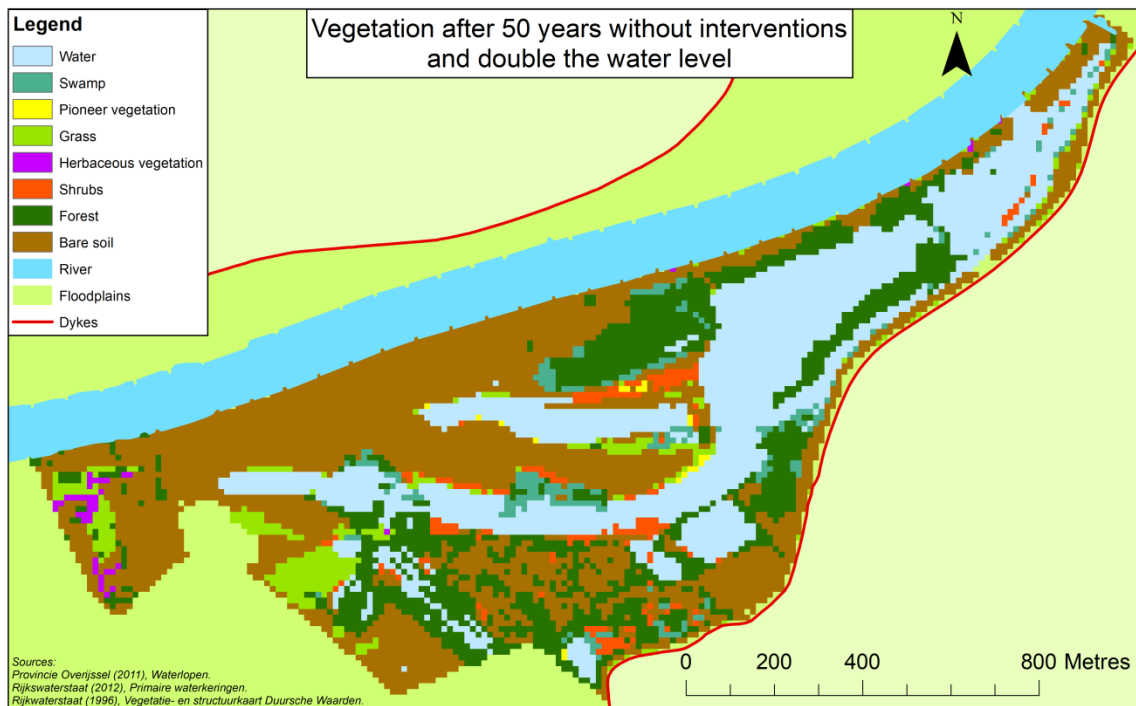 Vegetation after 50 years without interventions
and double the water level
Legend
Water
Swamp
Pioneer vegetation
Grass
Herbaceous vegetation
Shrubs
Forest
Bare soil
River
Floodplains
Dykes
N
Sources:
Provincie Overijssel (2011), Waterlopen.
Rijkswaterstaat (2012), Primaire waterkeringen.
Rijkwaterstaat (1996), Vegetatie- en structuurkaart Duursche Waarden.
0 200 400 800 Metres